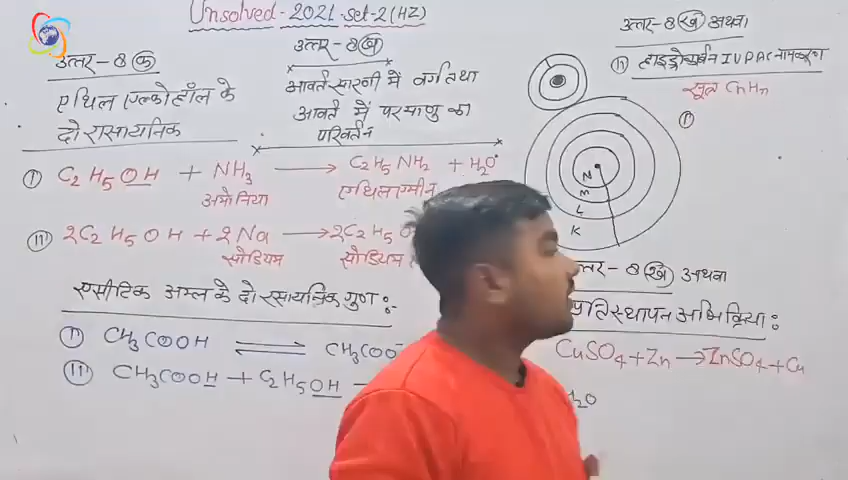 Unsolved-2021-Set-2(HZ)
उत्तर-8(क)
एथिल एल्कोहॉल के
दो रासायनिक
(i) C₂H₅OH + NH₃ ⟶ C₂H₅NH₂ + H₂O
अमोनिया एथिलएमीन
(ii) 2C₂H₅OH + 2Na ⟶ 2C₂H₅O
सोडियम सोडियम
एसीटिक अम्ल के दो रसायनिक गुण :-
(i) CH₃COOH ⇌ CH₃COO⁻
(ii) CH₃COOH + C₂H₅OH
H₂O
उत्तर-8(ख)
आवर्त सारणी में वर्ग तथा
आवर्त में परमाणु का
परिवर्तन
उत्तर-8(ख) अथवा
(i) हाइड्रोकार्बन IUPAC नामकरण
सूत्र CnHn
(i)
N
M
L
K
उत्तर-8(ख) अथवा
प्रतिस्थापन अभिक्रिया :
CuSO₄ + Zn → ZnSO₄ + Cu